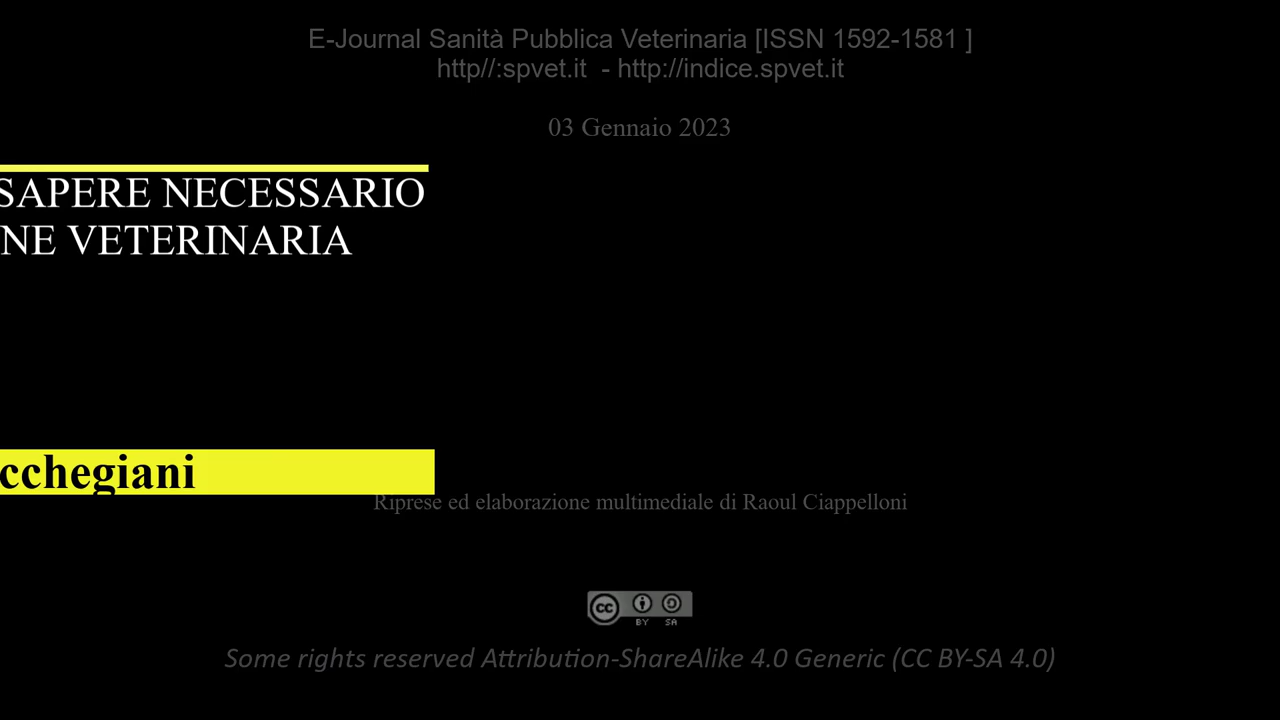 E-Journal Sanità Pubblica Veterinaria [ISSN 1592-1581 ]
http//:spvet.it - http://indice.spvet.it
03 Gennaio 2023
SAPERE NECESSARIO
NE VETERINARIA
cchegiani
Riprese ed elaborazione multimediale di Raoul Ciappelloni
cc
BY SA
Some rights reserved Attribution-ShareAlike 4.0 Generic (CC BY-SA 4.0)